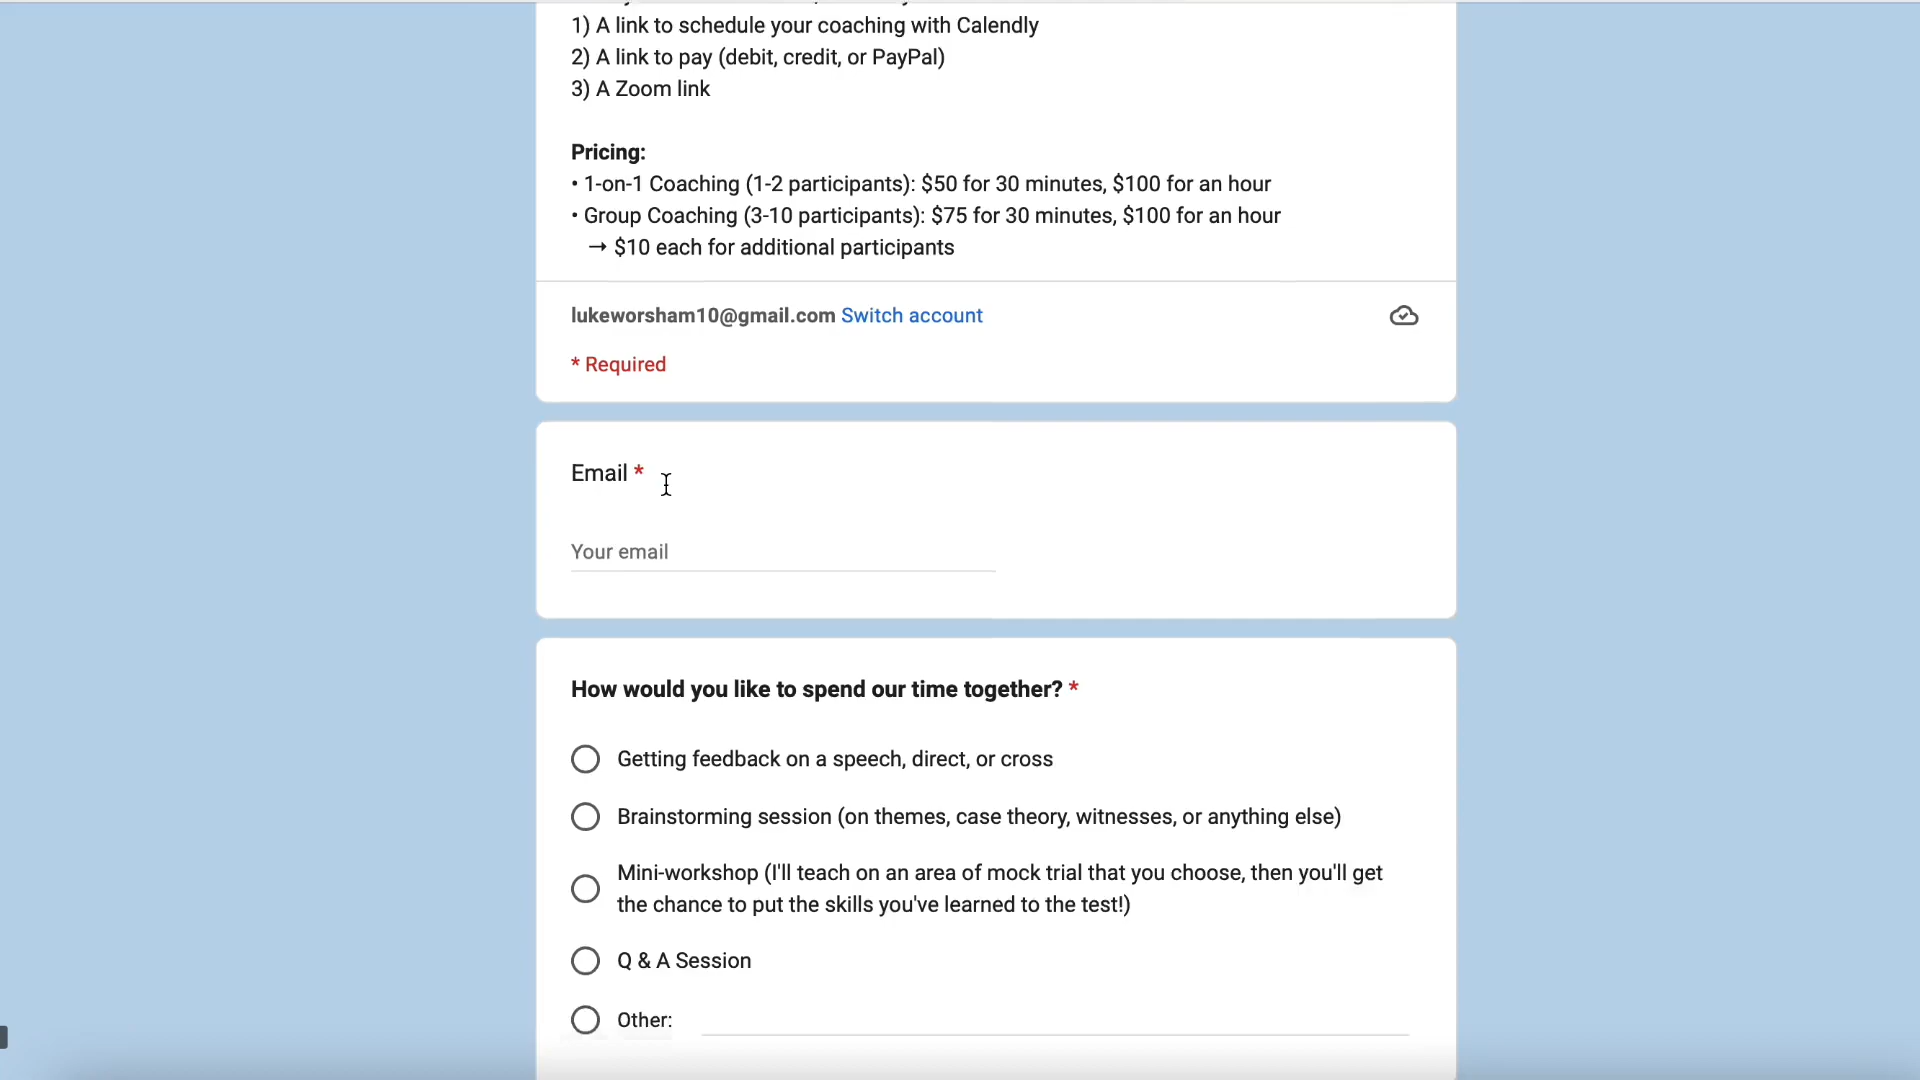 1) A link to schedule your coaching with Calendly
2) A link to pay (debit, credit, or PayPal)
3) A Zoom link
Pricing:
• 1-on-1 Coaching (1-2 participants): $50 for 30 minutes, $100 for an hour
• Group Coaching (3-10 participants): $75 for 30 minutes, $100 for an hour
→ $10 each for additional participants
lukeworsham10@gmail.com Switch account
* Required
Email *
Your email
How would you like to spend our time together? *
Getting feedback on a speech, direct, or cross
Brainstorming session (on themes, case theory, witnesses, or anything else)
Mini-workshop (I'll teach on an area of mock trial that you choose, then you'll get
the chance to put the skills you've learned to the test!)
Q & A Session
Other: